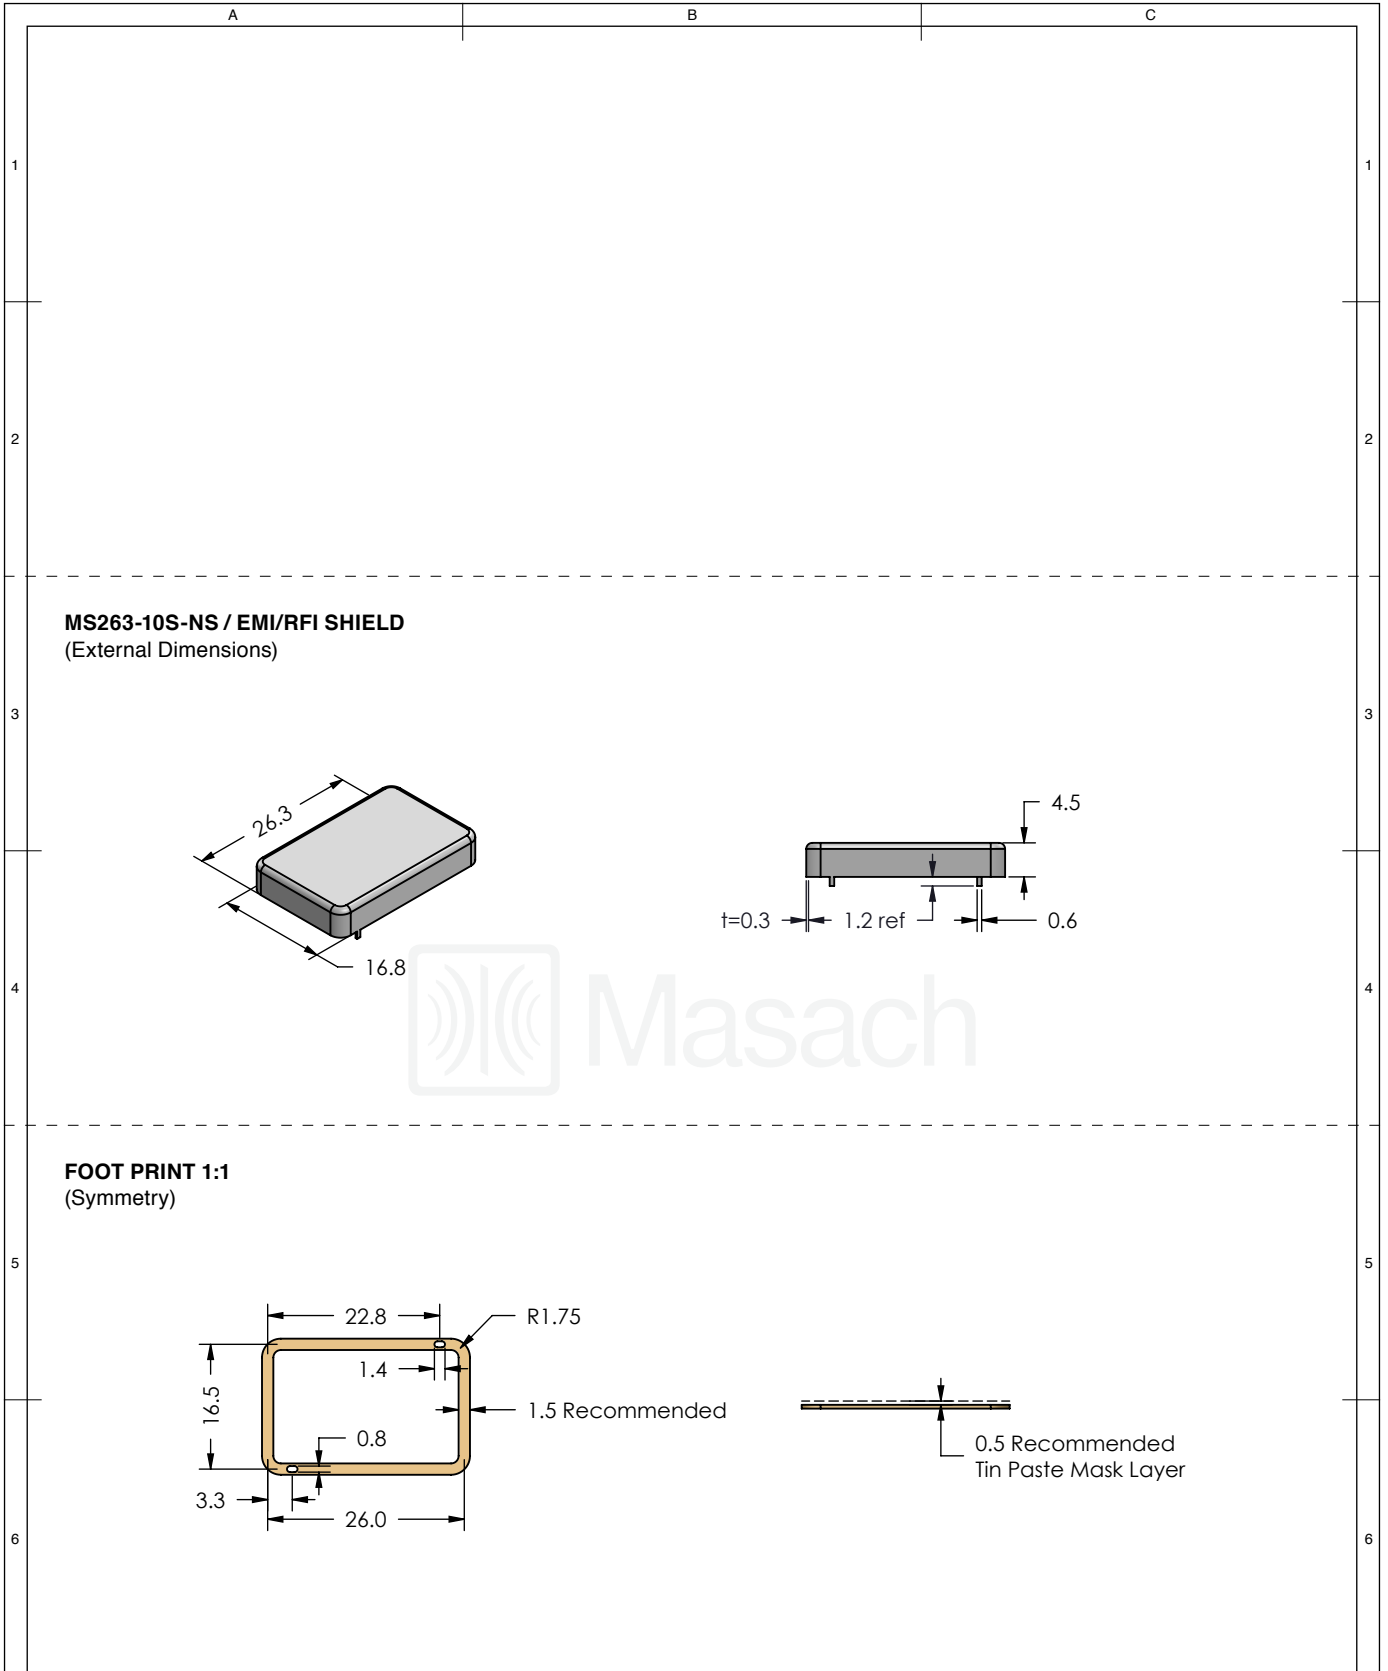 A B C
1 1
2 2
MS263-10S-NS / EMI/RFI SHIELD
(External Dimensions)
3 3
26.3
16.8
4.5
t=0.3 1.2 ref 0.6
4 4
Masach
FOOT PRINT 1:1
(Symmetry)
5 5
22.8 R1.75
1.4
16.5
1.5 Recommended
0.8
3.3
26.0
0.5 Recommended
Tin Paste Mask Layer
6 6